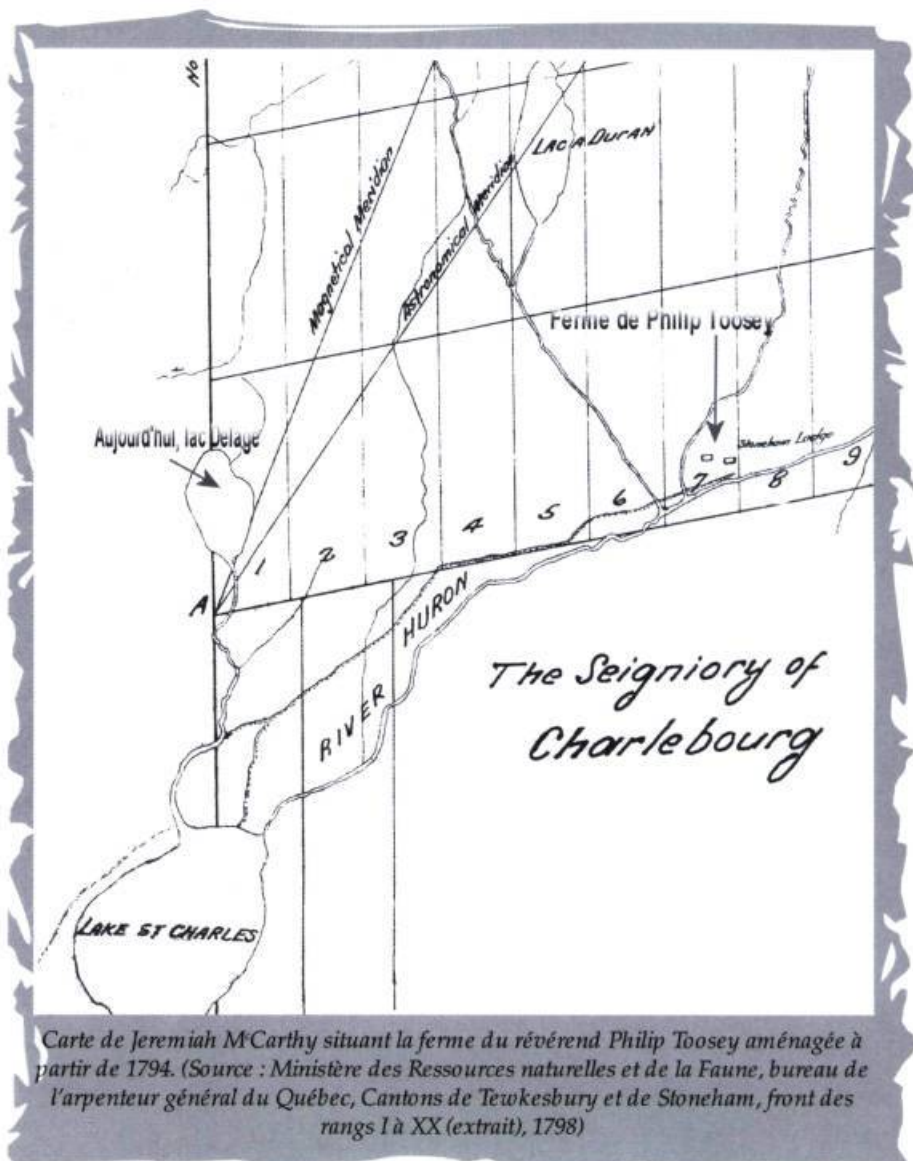 No
Magnetical Meridian
Astronomical Meridian
LAC A DURAN
Ferme de Philip Toosey
Aujourd'hui, lac Delage
Stoneham Lodge
1 2 3 4 5 6 7 8 9
A
RIVER HURON
The Seigniory of
Charlebourg
LAKE ST CHARLES
Carte de Jeremiah McCarthy situant la ferme du révérend Philip Toosey aménagée à
partir de 1794. (Source : Ministère des Ressources naturelles et de la Faune, bureau de
l'arpenteur général du Québec, Cantons de Tewkesbury et de Stoneham, front des
rangs I à XX (extrait), 1798)